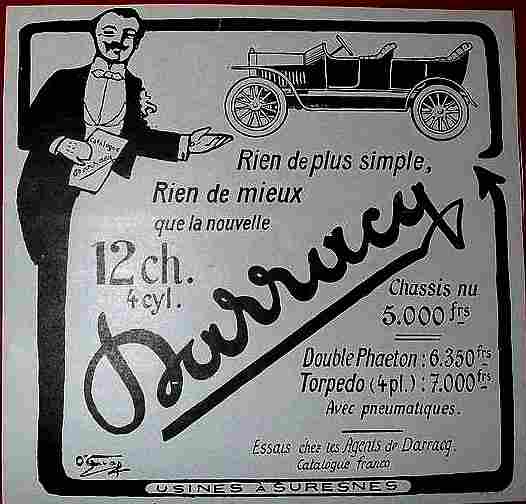 Catalogue
Rien de plus simple,
Rien de mieux
que la nouvelle
12 ch.
4 cyl.
Darracq
Chassis nu
5.000 frs
Double Phaeton : 6.350 frs
Torpedo (4 pl.) : 7.000 frs
Avec pneumatiques.
Essais chez les Agents de Darracq.
Catalogue franco
USINES À SURESNES